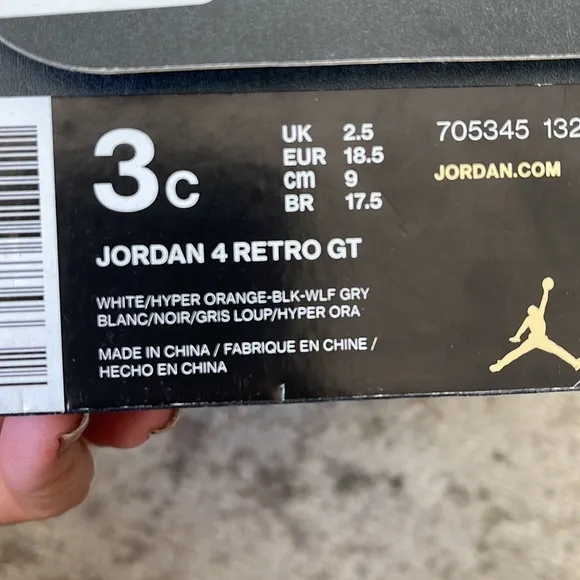 3C
UK 2.5
EUR 18.5
cm 9
BR 17.5
705345 132
JORDAN.COM
JORDAN 4 RETRO GT
WHITE/HYPER ORANGE-BLK-WLF GRY
BLANC/NOIR/GRIS LOUP/HYPER ORA
MADE IN CHINA / FABRIQUE EN CHINE /
HECHO EN CHINA